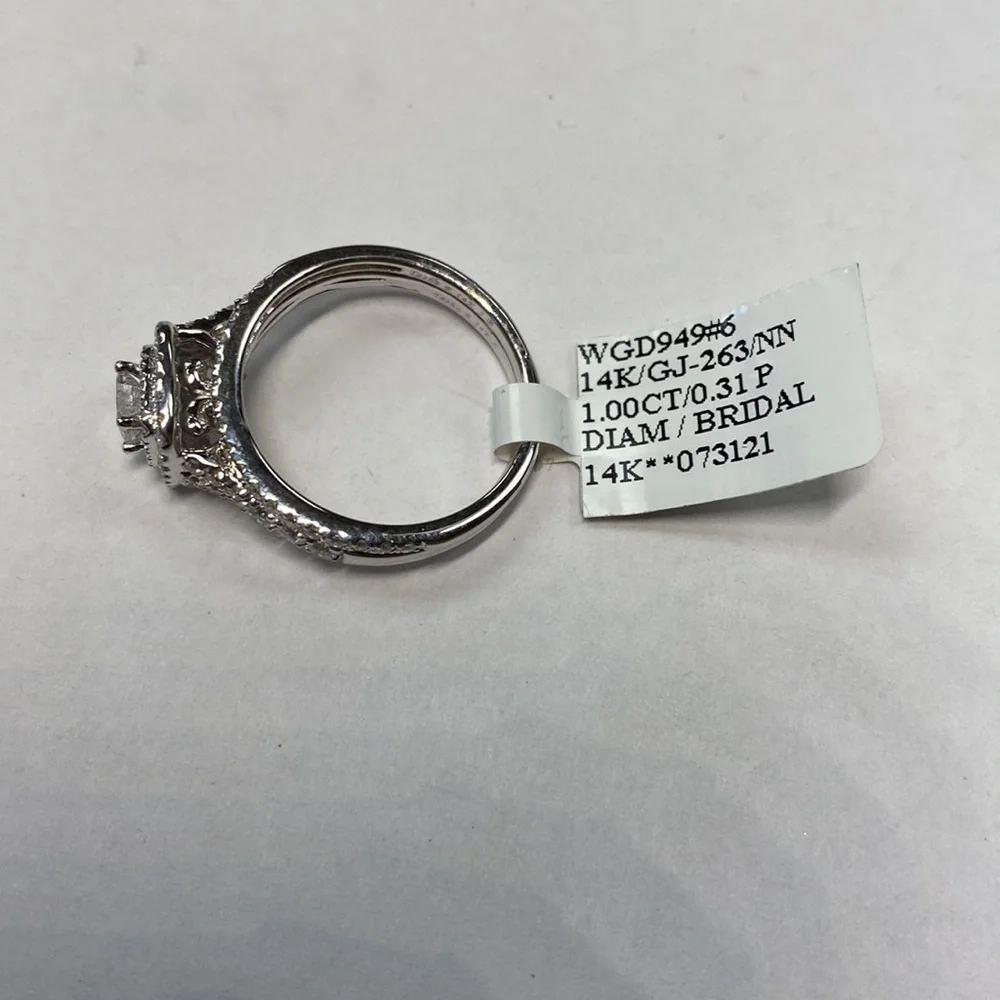 WGD949#6
14K/GJ-263/NN
1.00CT/0.31 P
DIAM / BRIDAL
14K**073121